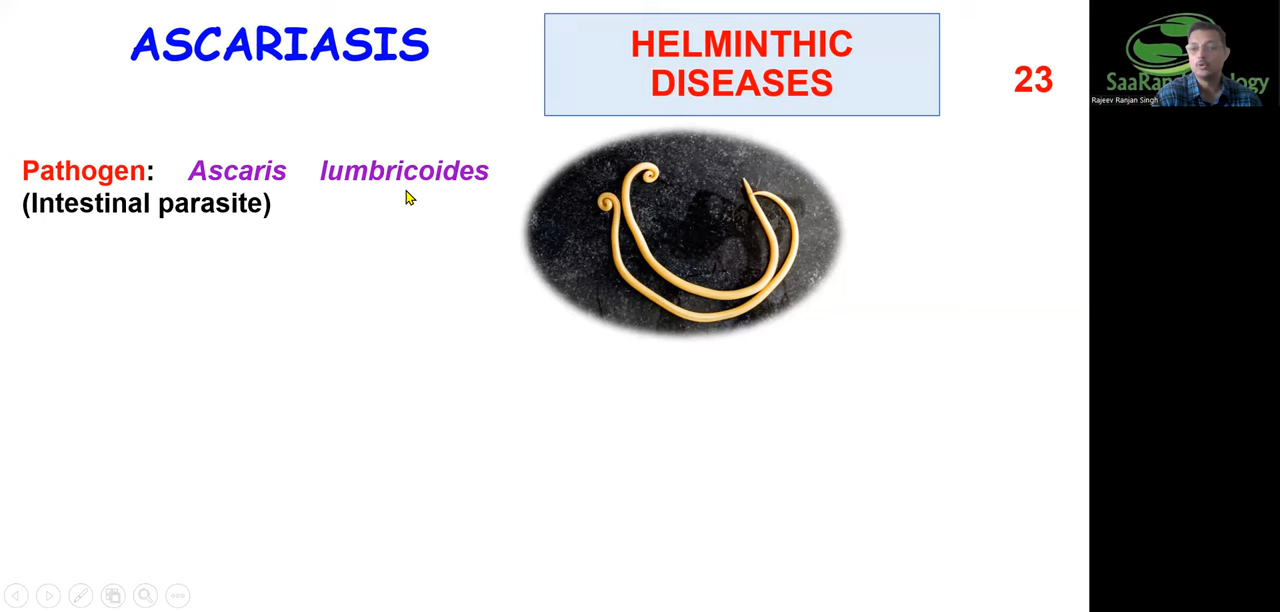 ASCARIASIS
HELMINTHIC
DISEASES
23
Pathogen: Ascaris lumbricoides
(Intestinal parasite)
Rajeev Ranjan Singh